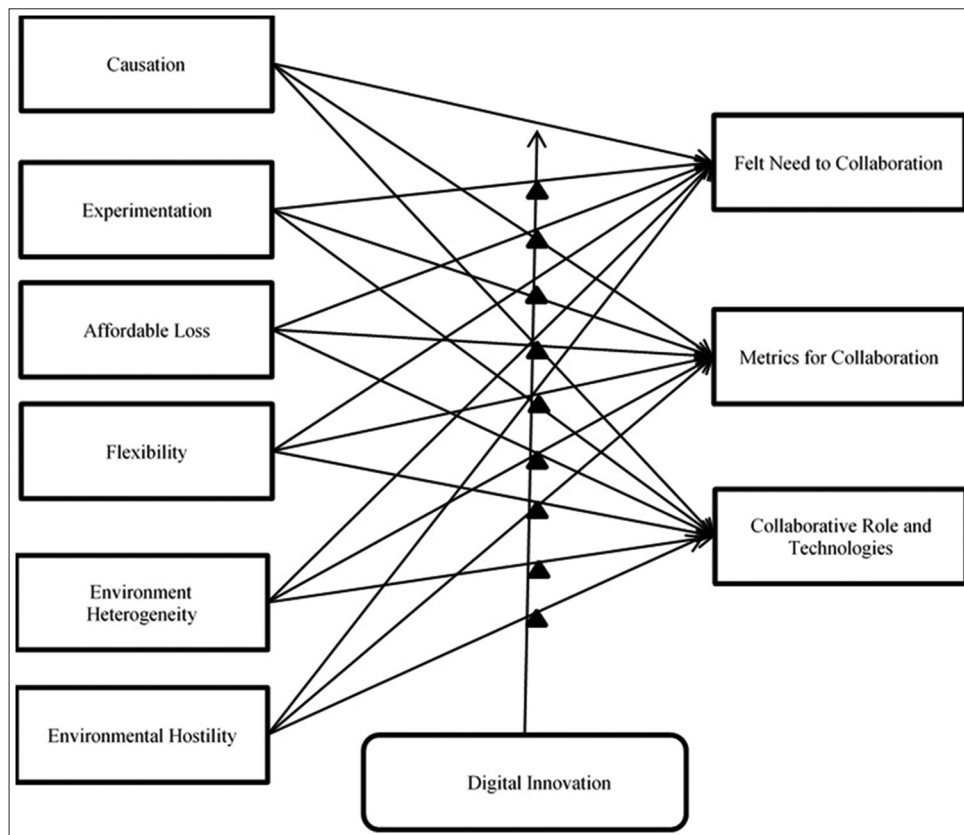 Causation
Experimentation
Affordable Loss
Flexibility
Environment
Heterogeneity
Environmental Hostility
Felt Need to Collaboration
Metrics for Collaboration
Collaborative Role and
Technologies
Digital Innovation